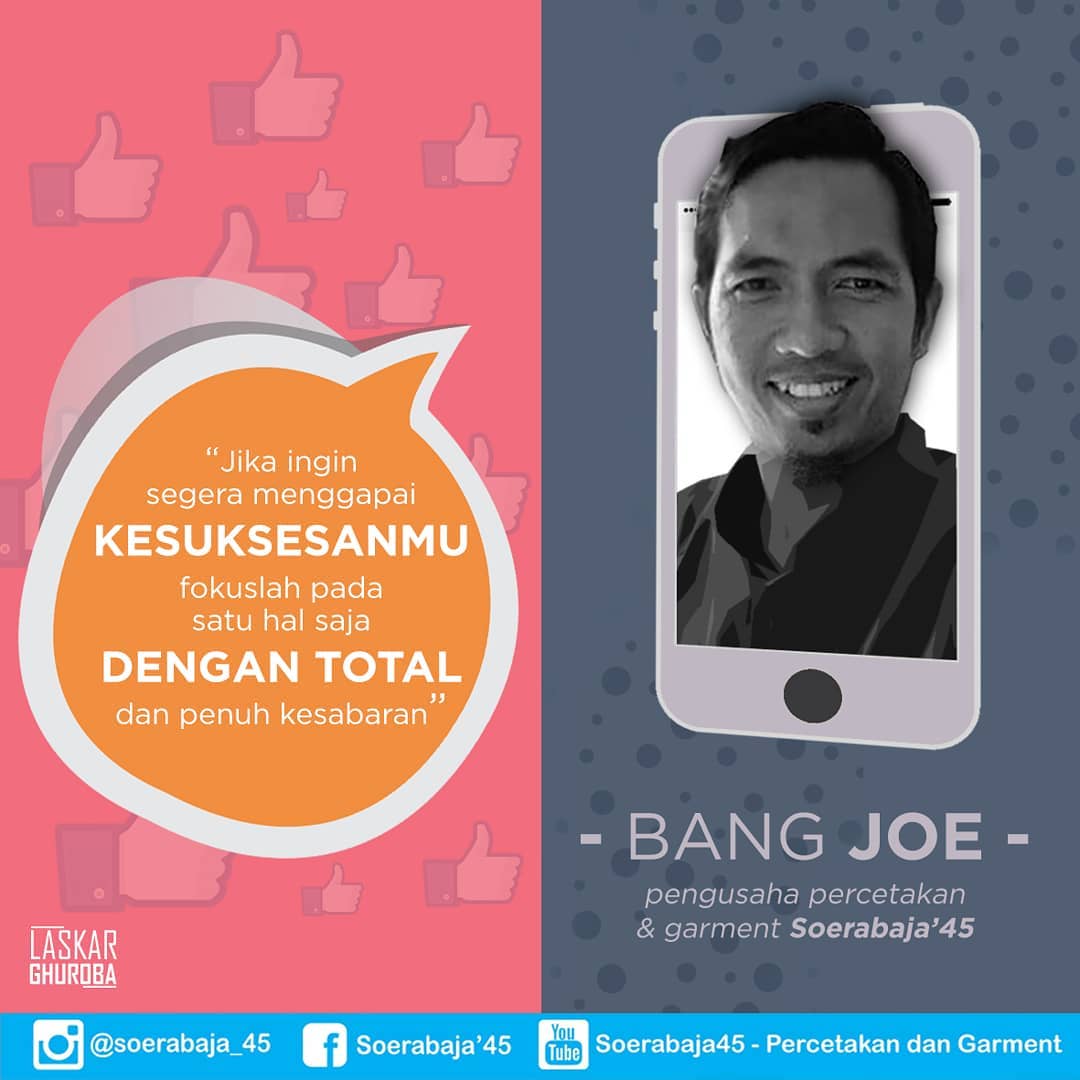 “Jika ingin
segera menggapai
KESUKSESANMU
fokuslah pada
satu hal saja
DENGAN TOTAL
dan penuh kesabaran”
- BANG JOE -
pengusaha percetakan
& garment Soerabaja’45
LASKAR
GHUROBA
@soerabaja_45
Soerabaja’45
You
Tube
Soerabaja45 - Percetakan dan Garment